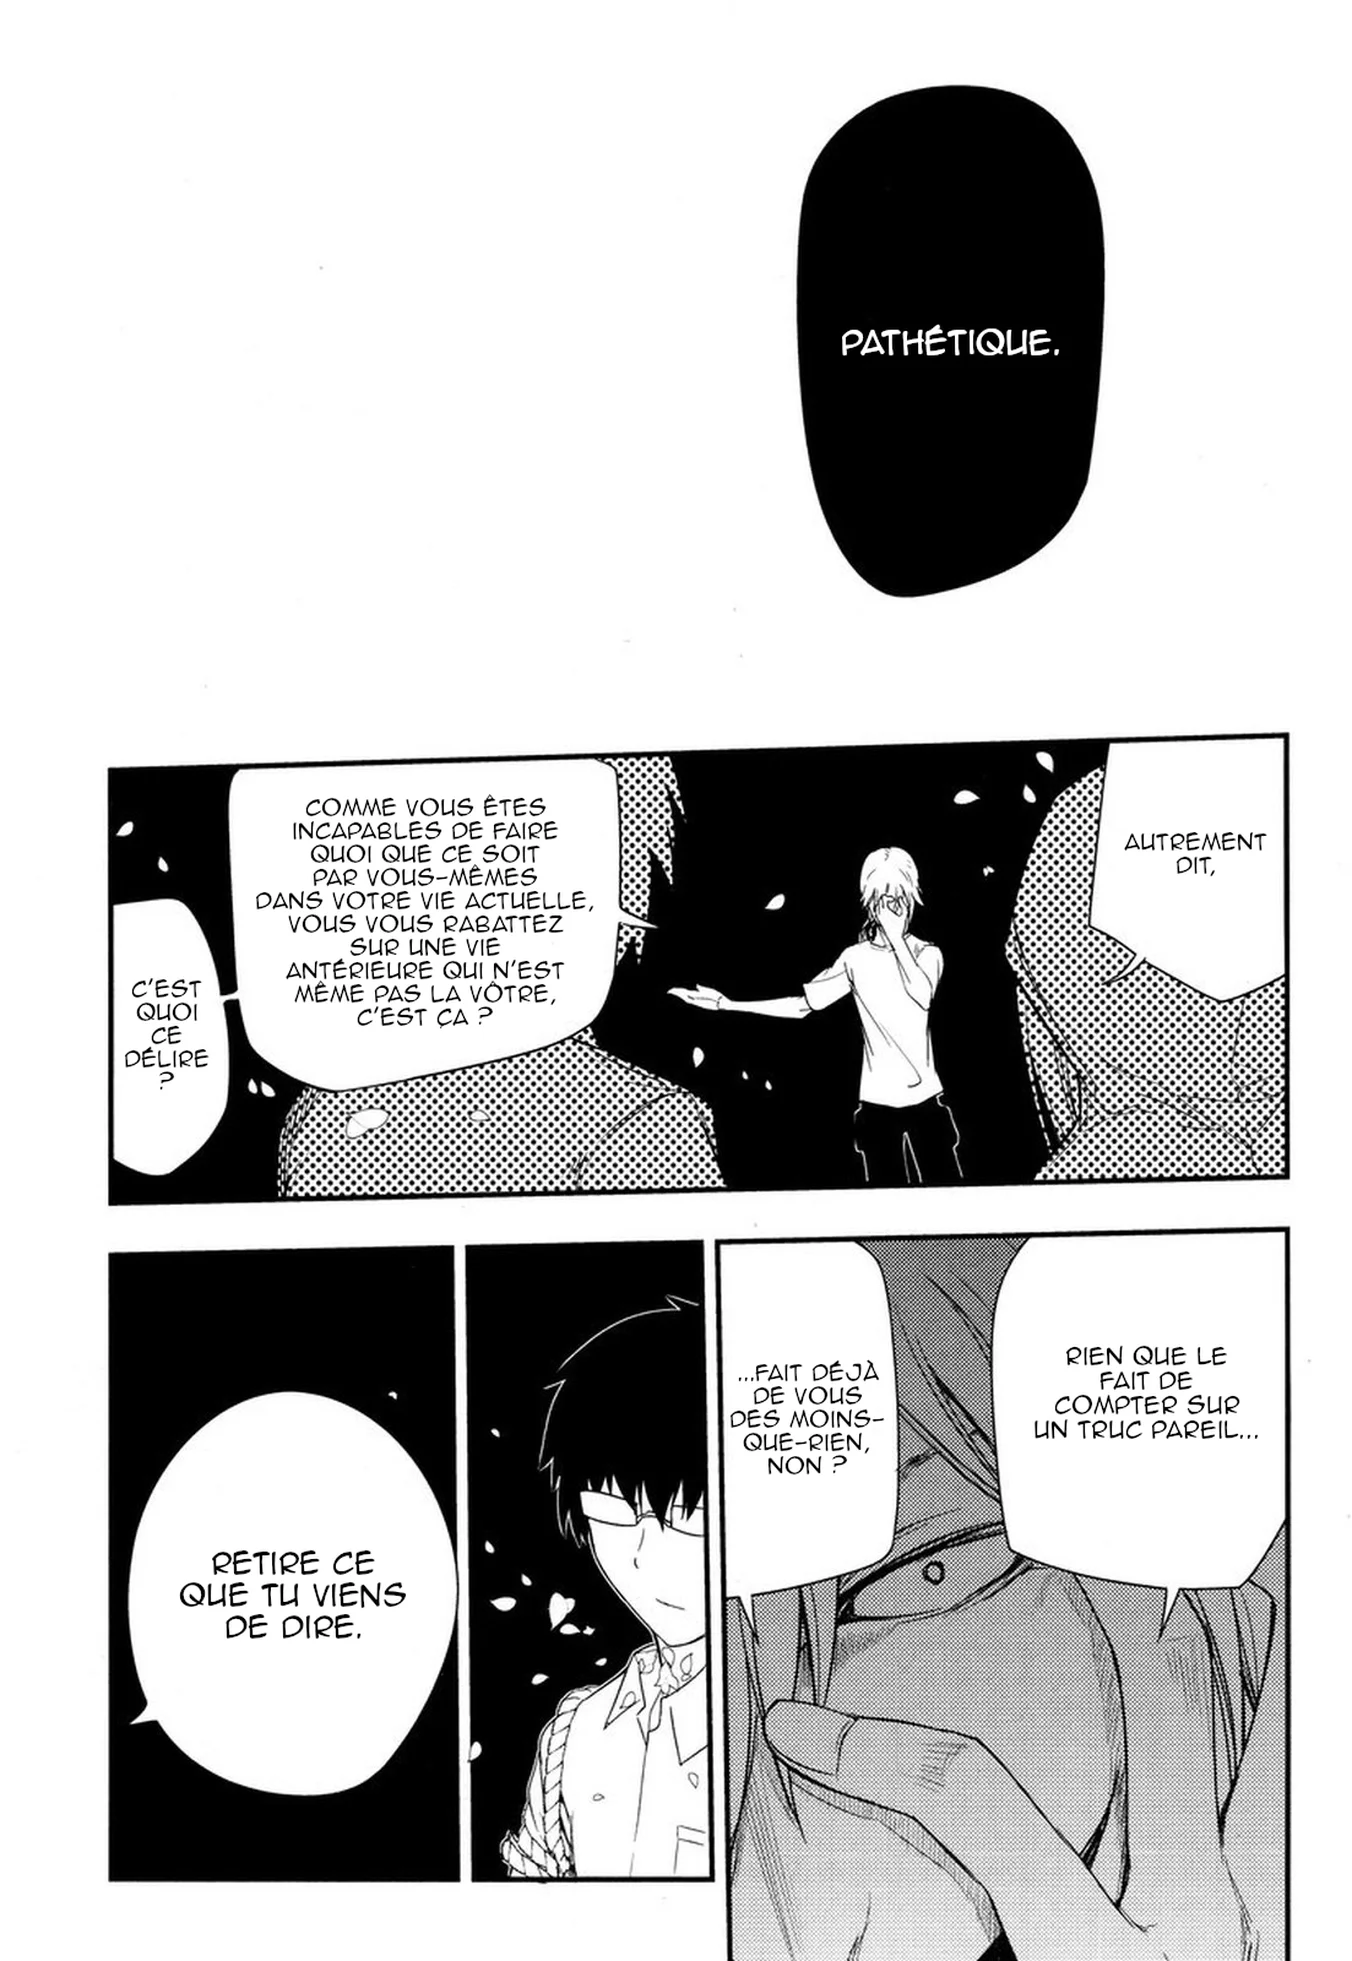 PATHÉTIQUE.
AUTREMENT
DIT,
COMME VOUS ÊTES
INCAPABLES DE FAIRE
QUOI QUE CE SOIT
PAR VOUS-MÊMES
DANS VOTRE VIE ACTUELLE,
VOUS VOUS RABATTEZ
SUR UNE VIE
ANTÉRIEURE QUI N'EST
MÊME PAS LA VÔTRE,
C'EST ÇA ?
C'EST
QUOI
CE
DÉLIRE
?
RIEN QUE LE
FAIT DE
COMPTER SUR
UN TRUC PAREIL...
...FAIT DÉJÀ
DE VOUS
DES MOINS-
QUE-RIEN,
NON ?
RETIRE CE
QUE TU VIENS
DE DIRE.